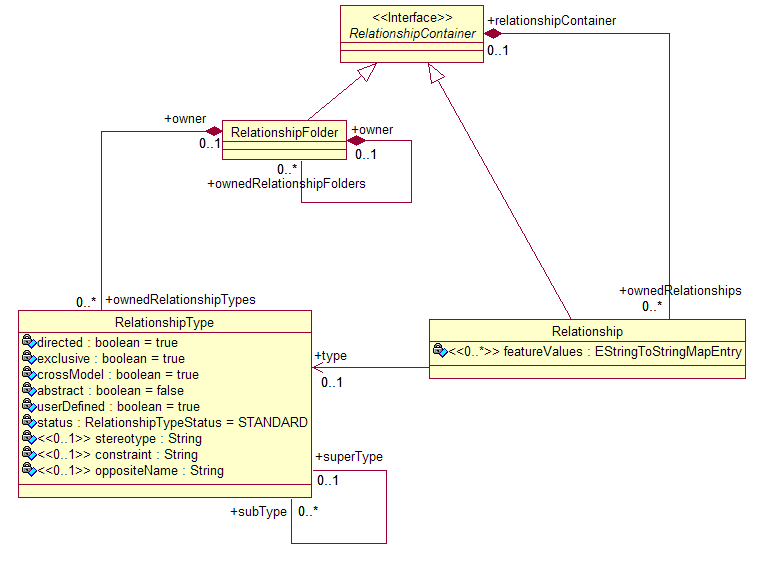 <<Interface>>
RelationshipContainer
+relationshipContainer
0..1
+owner
0..1
RelationshipFolder
+owner
0..1
0..*
+ownedRelationshipFolders
0..*
+ownedRelationshipTypes
+ownedRelationships
0..*
RelationshipType
directed : boolean = true
exclusive : boolean = true
crossModel : boolean = true
abstract : boolean = false
userDefined : boolean = true
status : RelationshipTypeStatus = STANDARD
<<0..1>> stereotype : String
<<0..1>> constraint : String
<<0..1>> oppositeName : String
+type
0..1
Relationship
<<0..*>> featureValues : EStringToStringMapEntry
+superType
0..1
+subType
0..*